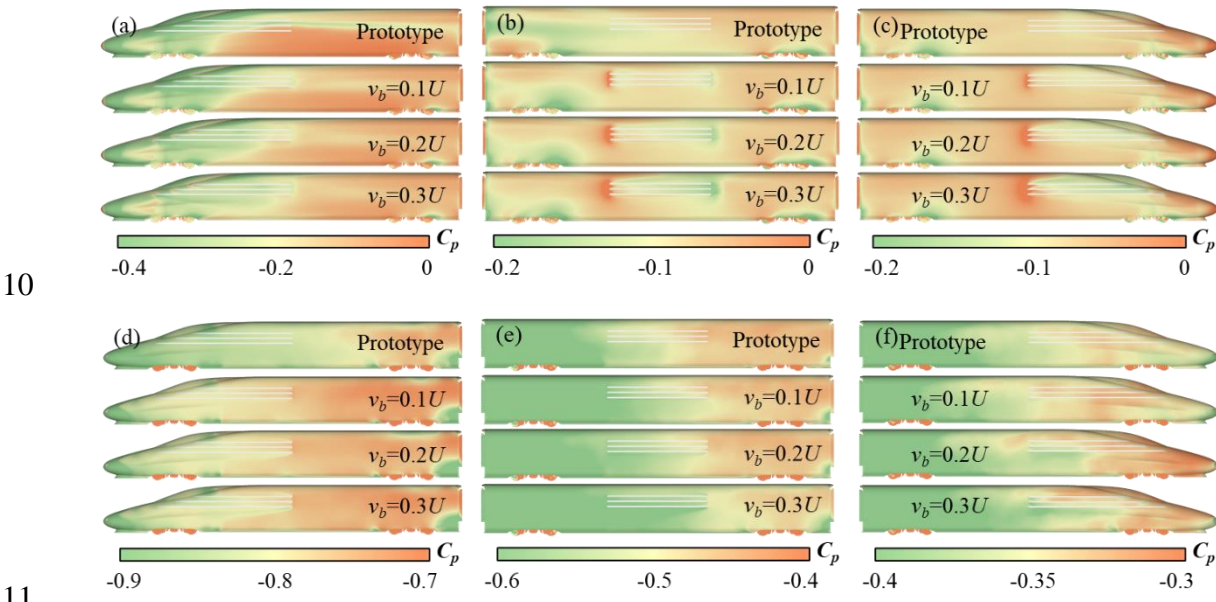 (a) Prototype (b) Prototype (c) Prototype
v_b=0.1U v_b=0.1U v_b=0.1U
v_b=0.2U v_b=0.2U v_b=0.2U
v_b=0.3U v_b=0.3U v_b=0.3U
C_p C_p C_p
-0.4 -0.2 0 -0.2 -0.1 0 -0.2 -0.1 0
10
(d) Prototype (e) Prototype (f) Prototype
v_b=0.1U v_b=0.1U v_b=0.1U
v_b=0.2U v_b=0.2U v_b=0.2U
v_b=0.3U v_b=0.3U v_b=0.3U
C_p C_p C_p
-0.9 -0.8 -0.7 -0.6 -0.5 -0.4 -0.4 -0.35 -0.3
11